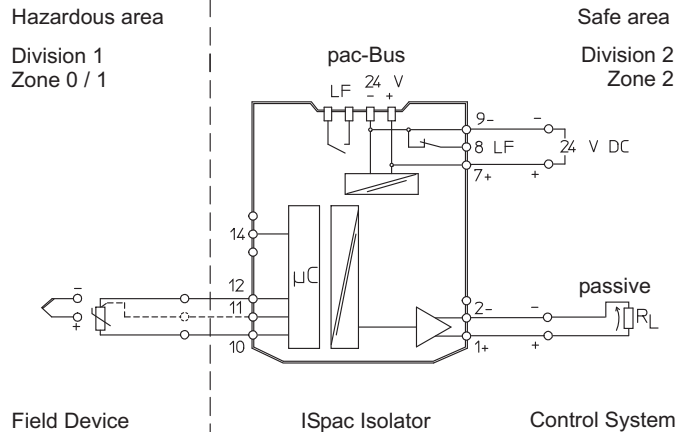 Hazardous area
Safe area
Division 1
Zone 0 / 1
Division 2
Zone 2
pac-Bus
LF
24 V
- +
9-
-
8 LF
24 V DC
7+
+
14
µC
12
11
10
-
+
passive
2-
-
RL
1+
+
Field Device
ISpac Isolator
Control System